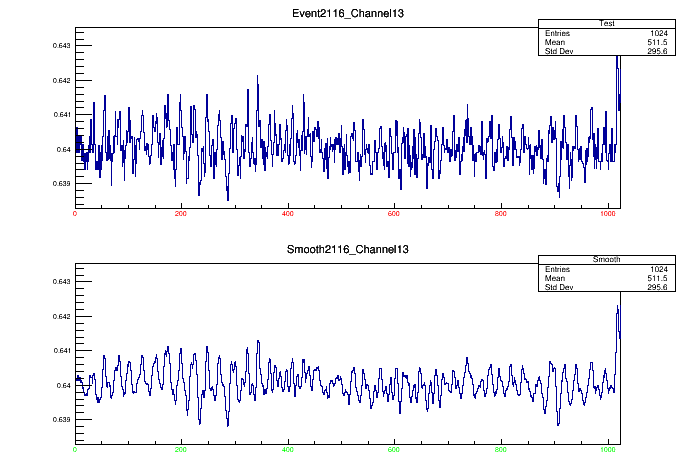 Event2116_Channel13
Test
Entries 1024
Mean 511.5
Std Dev 295.6
0.643
0.642
0.641
0.64
0.639
0 200 400 600 800 1000
Smooth2116_Channel13
Smooth
Entries 1024
Mean 511.5
Std Dev 295.6
0.643
0.642
0.641
0.64
0.639
0 200 400 600 800 1000